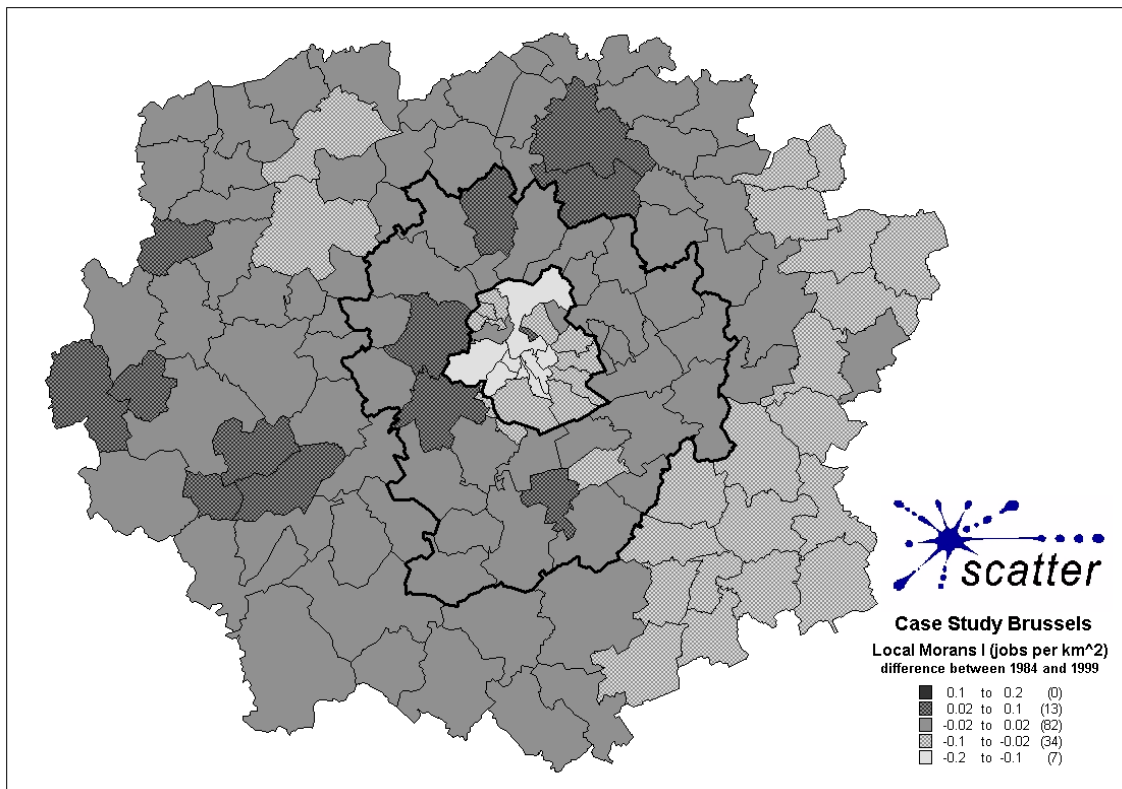 scatter
Case Study Brussels
Local Morans I (jobs per km^2)
difference between 1984 and 1999
0.1 to 0.2 (0)
0.02 to 0.1 (13)
-0.02 to 0.02 (82)
-0.1 to -0.02 (34)
-0.2 to -0.1 (7)